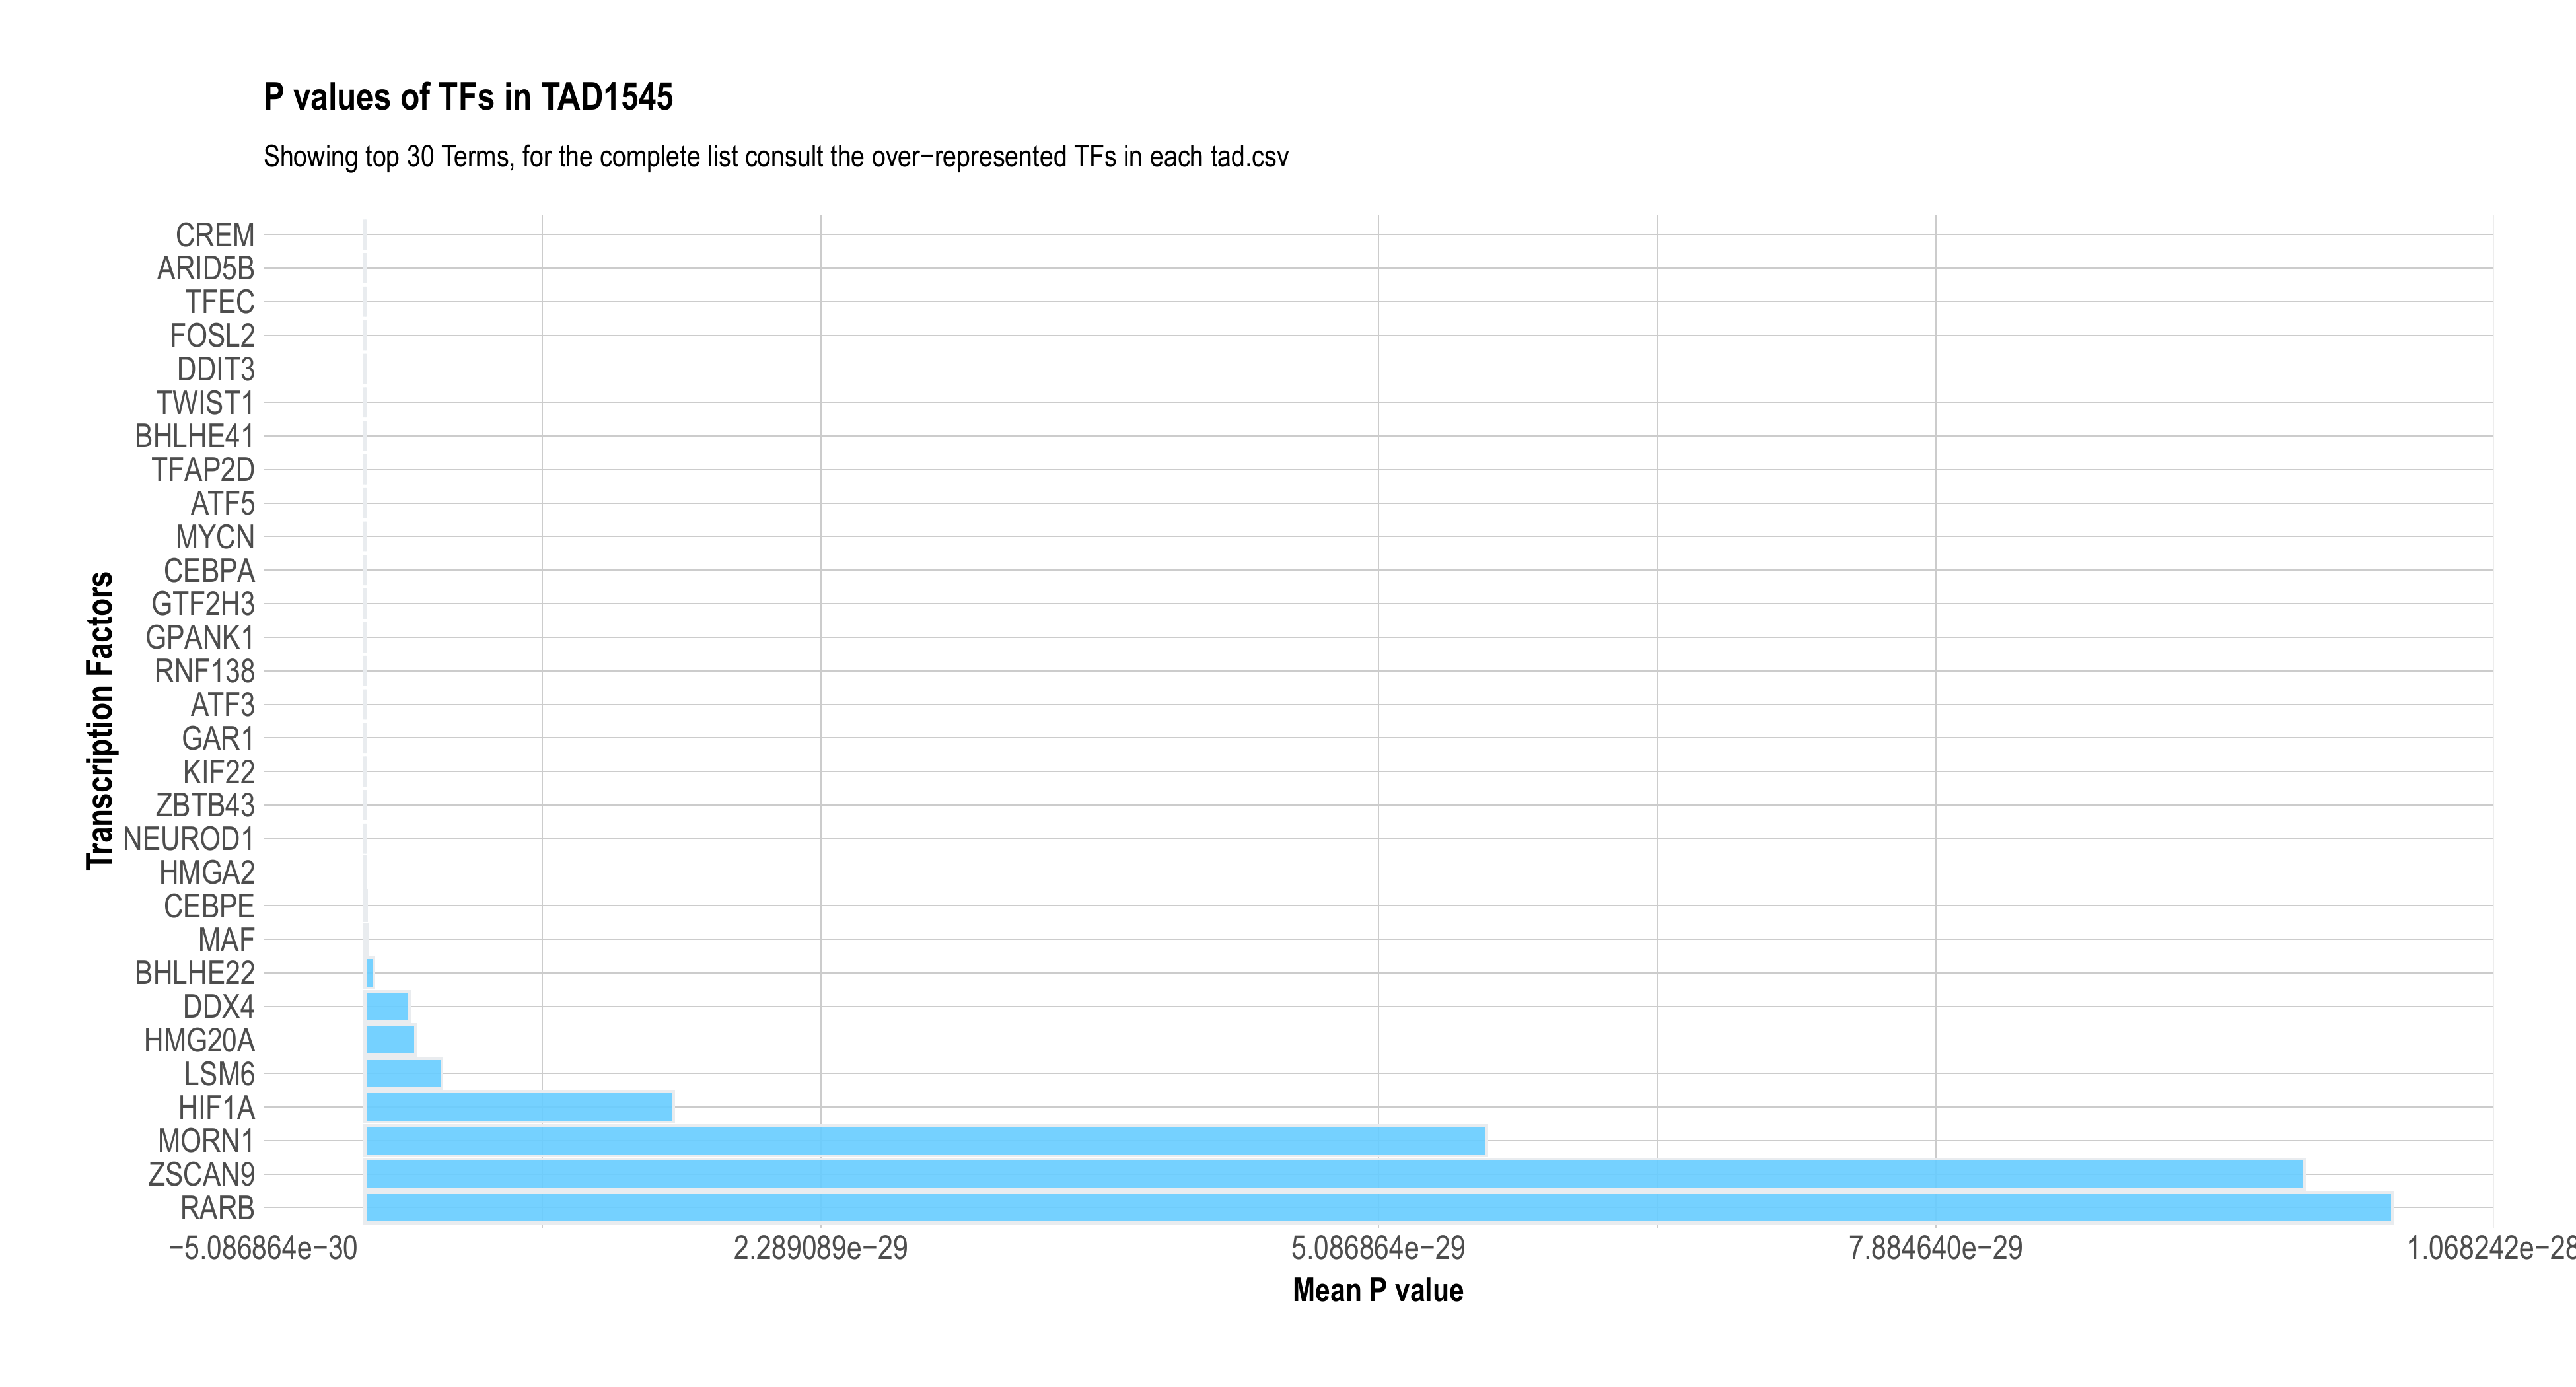 P values of TFs in TAD1545
Showing top 30 Terms, for the complete list consult the over−represented TFs in each tad.csv
Transcription Factors
CREM
ARID5B
TFEC
FOSL2
DDIT3
TWIST1
BHLHE41
TFAP2D
ATF5
MYCN
CEBPA
GTF2H3
GPANK1
RNF138
ATF3
GAR1
KIF22
ZBTB43
NEUROD1
HMGA2
CEBPE
MAF
BHLHE22
DDX4
HMG20A
LSM6
HIF1A
MORN1
ZSCAN9
RARB
−5.086864e−30 2.289089e−29 5.086864e−29 7.884640e−29 1.068242e−28
Mean P value